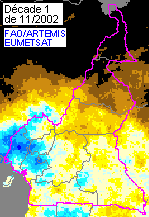 Décade 1
de 11/2002
FAO/ARTEMIS
EUMETSAT